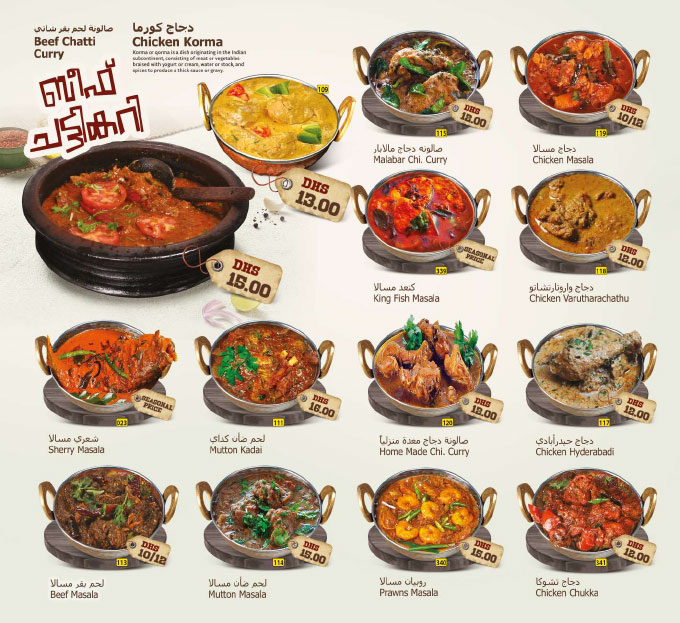 صالونة لحم بقر شاتي
Beef Chatti
Curry
ബീഫ്
ചട്ടിക്കറി
DHS
15.00
دجاج كورما
Chicken Korma
Korma or qorma is a dish originating in the Indian
subcontinent, consisting of meat or vegetables
braised with yogurt or cream, water or stock, and
spices to produce a thick sauce or gravy.
109
DHS
13.00
115
DHS
12.00
صالونه دجاج مالابار
Malabar Chi. Curry
119
DHS
10/12
دجاج مسالا
Chicken Masala
339
SEASONAL
PRICE
كنعد مسالا
King Fish Masala
118
DHS
12.00
دجاج واروتارتشاتو
Chicken Varutharachathu
023
SEASONAL
PRICE
شعري مسالا
Sherry Masala
111
DHS
16.00
لحم ضأن كداي
Mutton Kadai
120
DHS
12.00
صالونة دجاج معدة منزلياً
Home Made Chi. Curry
117
DHS
12.00
دجاج حيدرأبادي
Chicken Hyderabadi
113
DHS
10/12
لحم بقر مسالا
Beef Masala
114
DHS
15.00
لحم ضأن مسالا
Mutton Masala
340
DHS
15.00
روبيان مسالا
Prawns Masala
341
DHS
12.00
دجاج تشوكا
Chicken Chukka